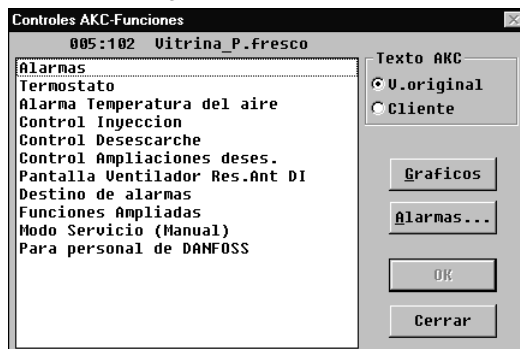 Controles AKC-Funciones
005:102 Vitrina_P.fresco
Alarmas
Termostato
Alarma Temperatura del aire
Control Inyeccion
Control Desescarche
Control Ampliaciones deses.
Pantalla Ventilador Res.Ant DI
Destino de alarmas
Funciones Ampliadas
Modo Servicio (Manual)
Para personal de DANFOSS
Texto AKC
V.original
Cliente
Graficos
Alarmas...
OK
Cerrar